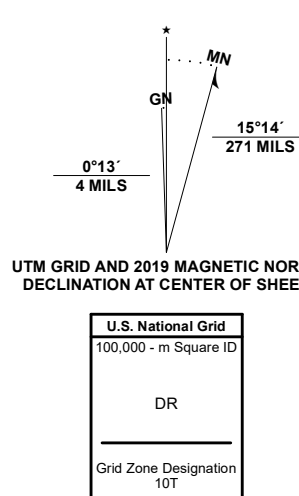 ★
MN
GN
15°14´
271 MILS
0°13´
4 MILS
UTM GRID AND 2019 MAGNETIC NOR
DECLINATION AT CENTER OF SHEE
U.S. National Grid
100,000 - m Square ID
DR
Grid Zone Designation
10T